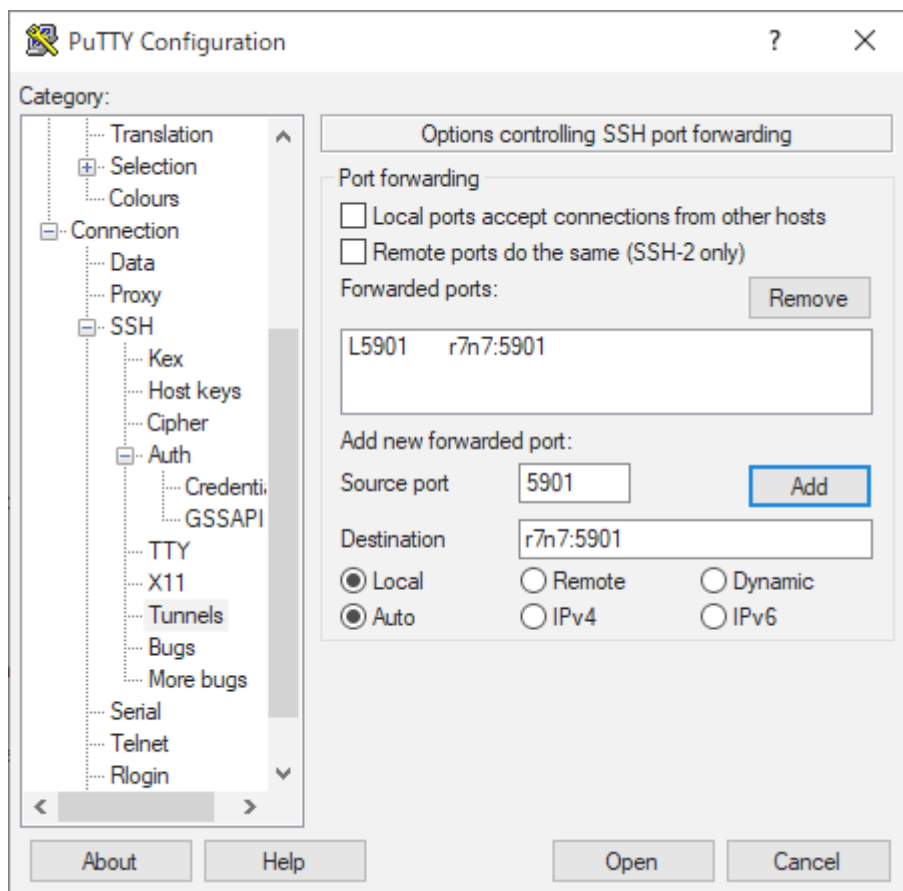 PuTTY Configuration
?
Category:
Translation
Selection
Colours
Connection
Data
Proxy
SSH
Kex
Host keys
Cipher
Auth
Credenti
GSSAPI
TTY
X11
Tunnels
Bugs
More bugs
Serial
Telnet
Rlogin
Options controlling SSH port forwarding
Port forwarding
Local ports accept connections from other hosts
Remote ports do the same (SSH-2 only)
Forwarded ports:
Remove
L5901 r7n7:5901
Add new forwarded port:
Source port 5901 Add
Destination r7n7:5901
Local Remote Dynamic
Auto IPv4 IPv6
About Help Open Cancel